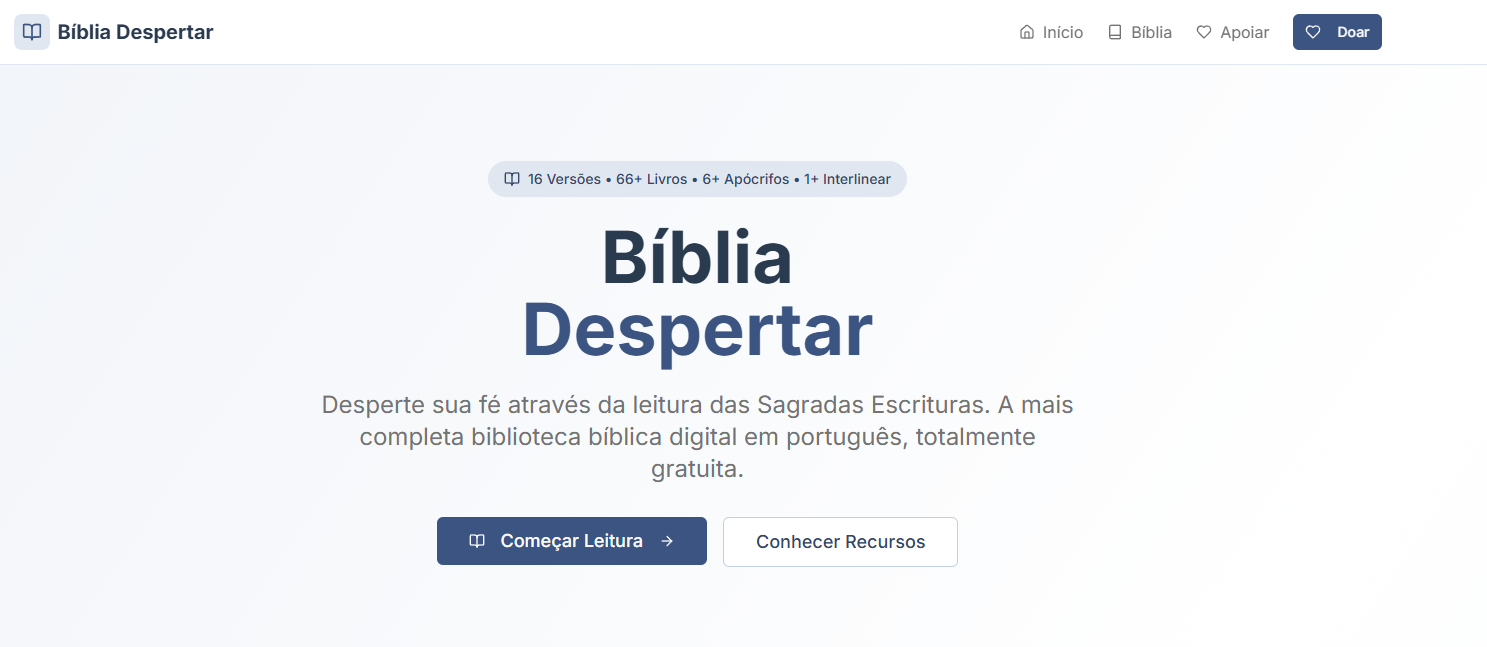 Bíblia Despertar
Início
Bíblia
Apoiar
Doar
16 Versões • 66+ Livros • 6+ Apócrifos • 1+ Interlinear
Bíblia
Despertar
Desperte sua fé através da leitura das Sagradas Escrituras. A mais
completa biblioteca bíblica digital em português, totalmente
gratuita.
Começar Leitura
Conhecer Recursos